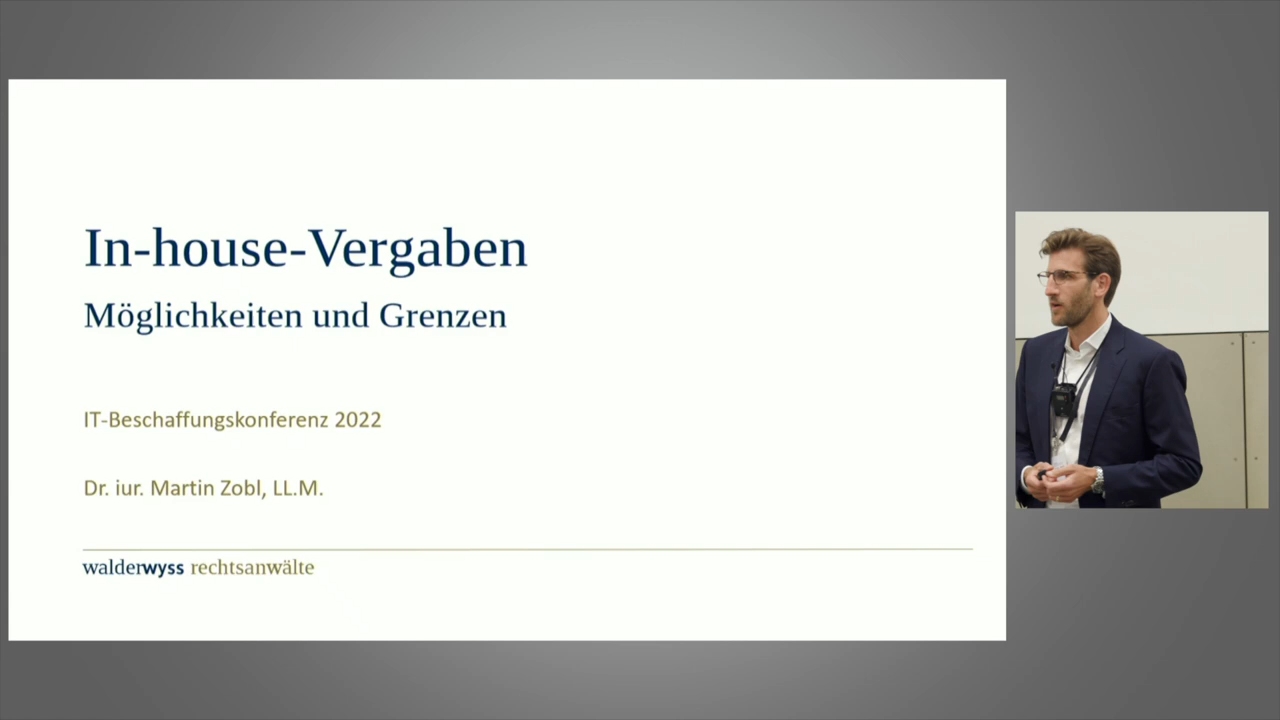 In-house-Vergaben
Möglichkeiten und Grenzen
IT-Beschaffungskonferenz 2022
Dr. iur. Martin Zobl, LL.M.
walderwyss rechtsanwälte